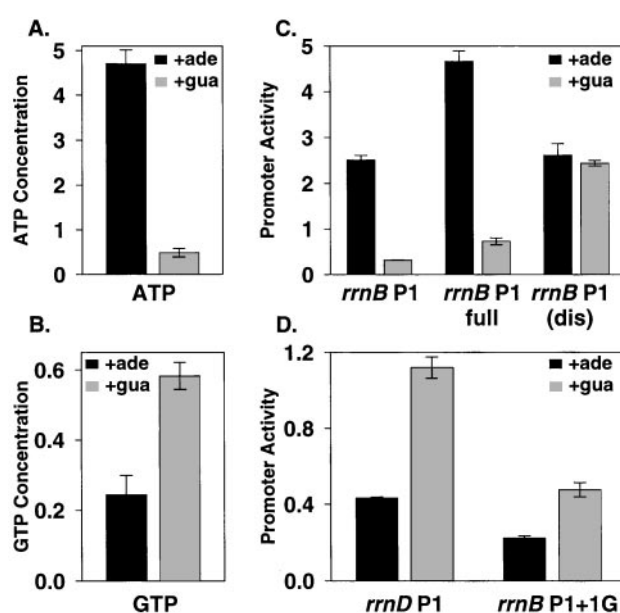 A.
5
4
3
2
1
0
ATP Concentration
+ade
+gua
ATP
C.
5
4
3
2
1
0
Promoter Activity
+ade
+gua
rrnB P1
rrnB P1
full
rrnB P1
(dis)
B.
0.6
0.4
0.2
0.0
GTP Concentration
+ade
+gua
GTP
D.
1.2
0.8
0.4
0.0
Promoter Activity
+ade
+gua
rrnD P1
rrnB P1+1G